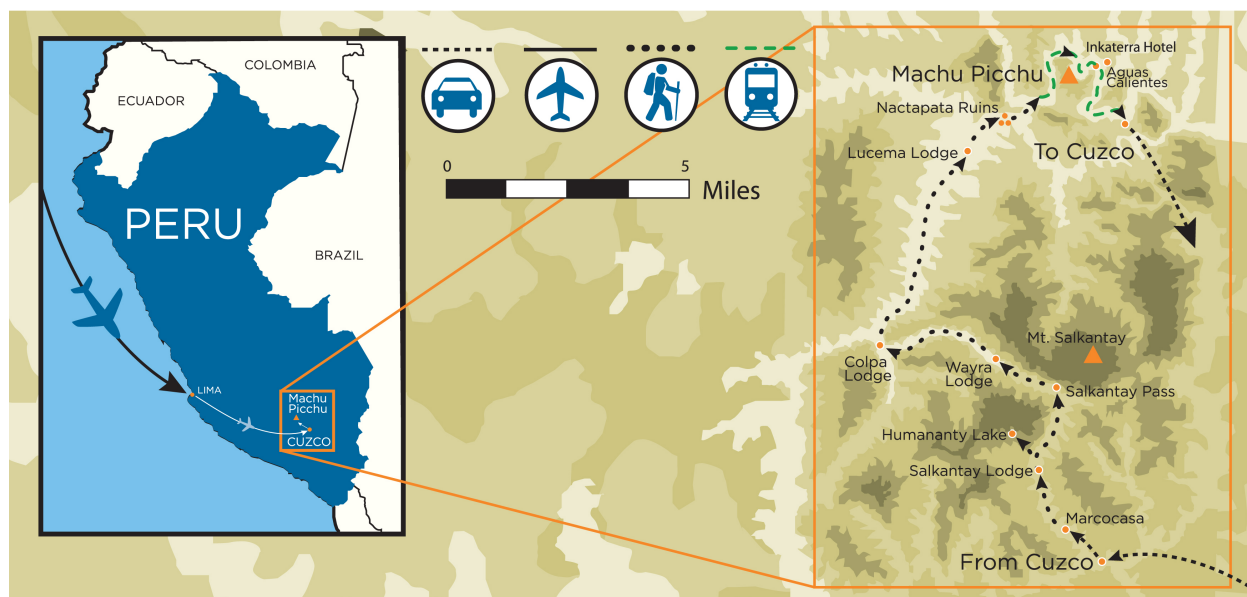 COLOMBIA
ECUADOR
PERU
BRAZIL
LIMA
Machu
Picchu
CUZCO
0
5
Miles
Inkaterra Hotel
Machu Picchu
Aguas
Calientes
Nactapata Ruins
Lucema Lodge
To Cuzco
Mt. Salkantay
Colpa
Lodge
Wayra
Lodge
Salkantay Pass
Humananty Lake
Salkantay Lodge
Marcocasa
From Cuzco